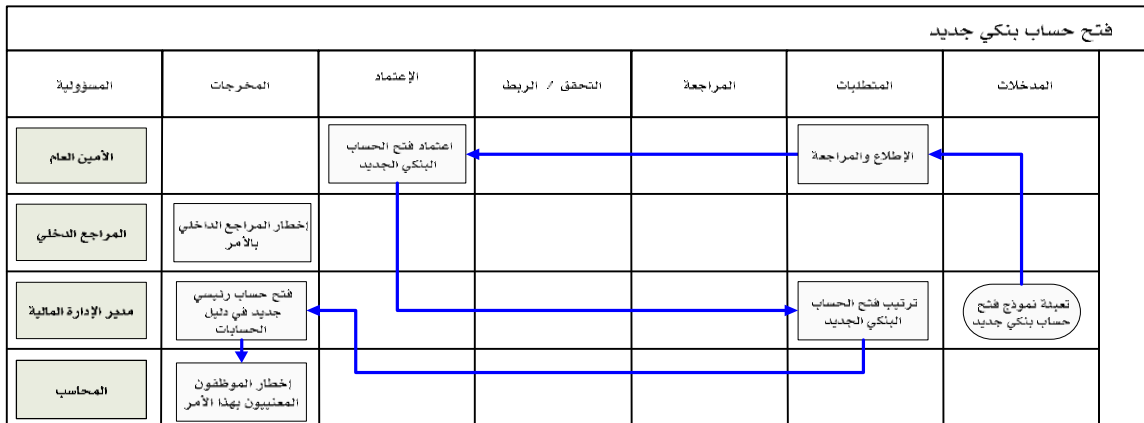 فتح حساب بنكي جديد
المدخلات
المتطلبات
المراجعة
التحقق / الربط
الإعتماد
المخرجات
المسؤولية
الإطلاع والمراجعة
اعتماد فتح الحساب
البنكي الجديد
الأمين العام
إخطار المراجع الداخلي
بالأمر
المراجع الدخلي
تعبئة نموذج فتح
حساب بنكي جديد
ترتيب فتح الحساب
البنكي الجديد
فتح حساب رئيسي
جديد في دليل
الحسابات
مدير الإدارة المالية
إخطار الموظفون
المعنييون بهذا الأمر
المحاسب